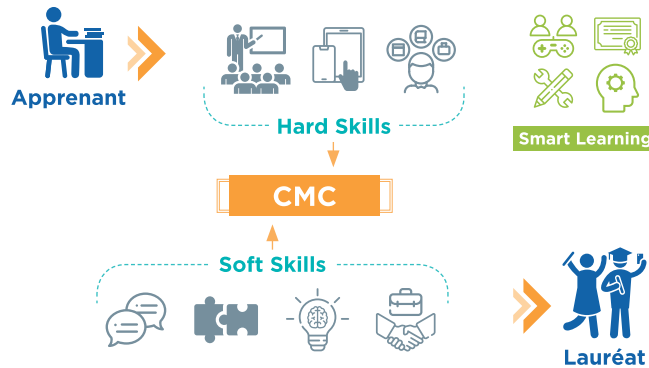 Apprenant
Hard Skills
Smart Learning
CMC
Soft Skills
Lauréat